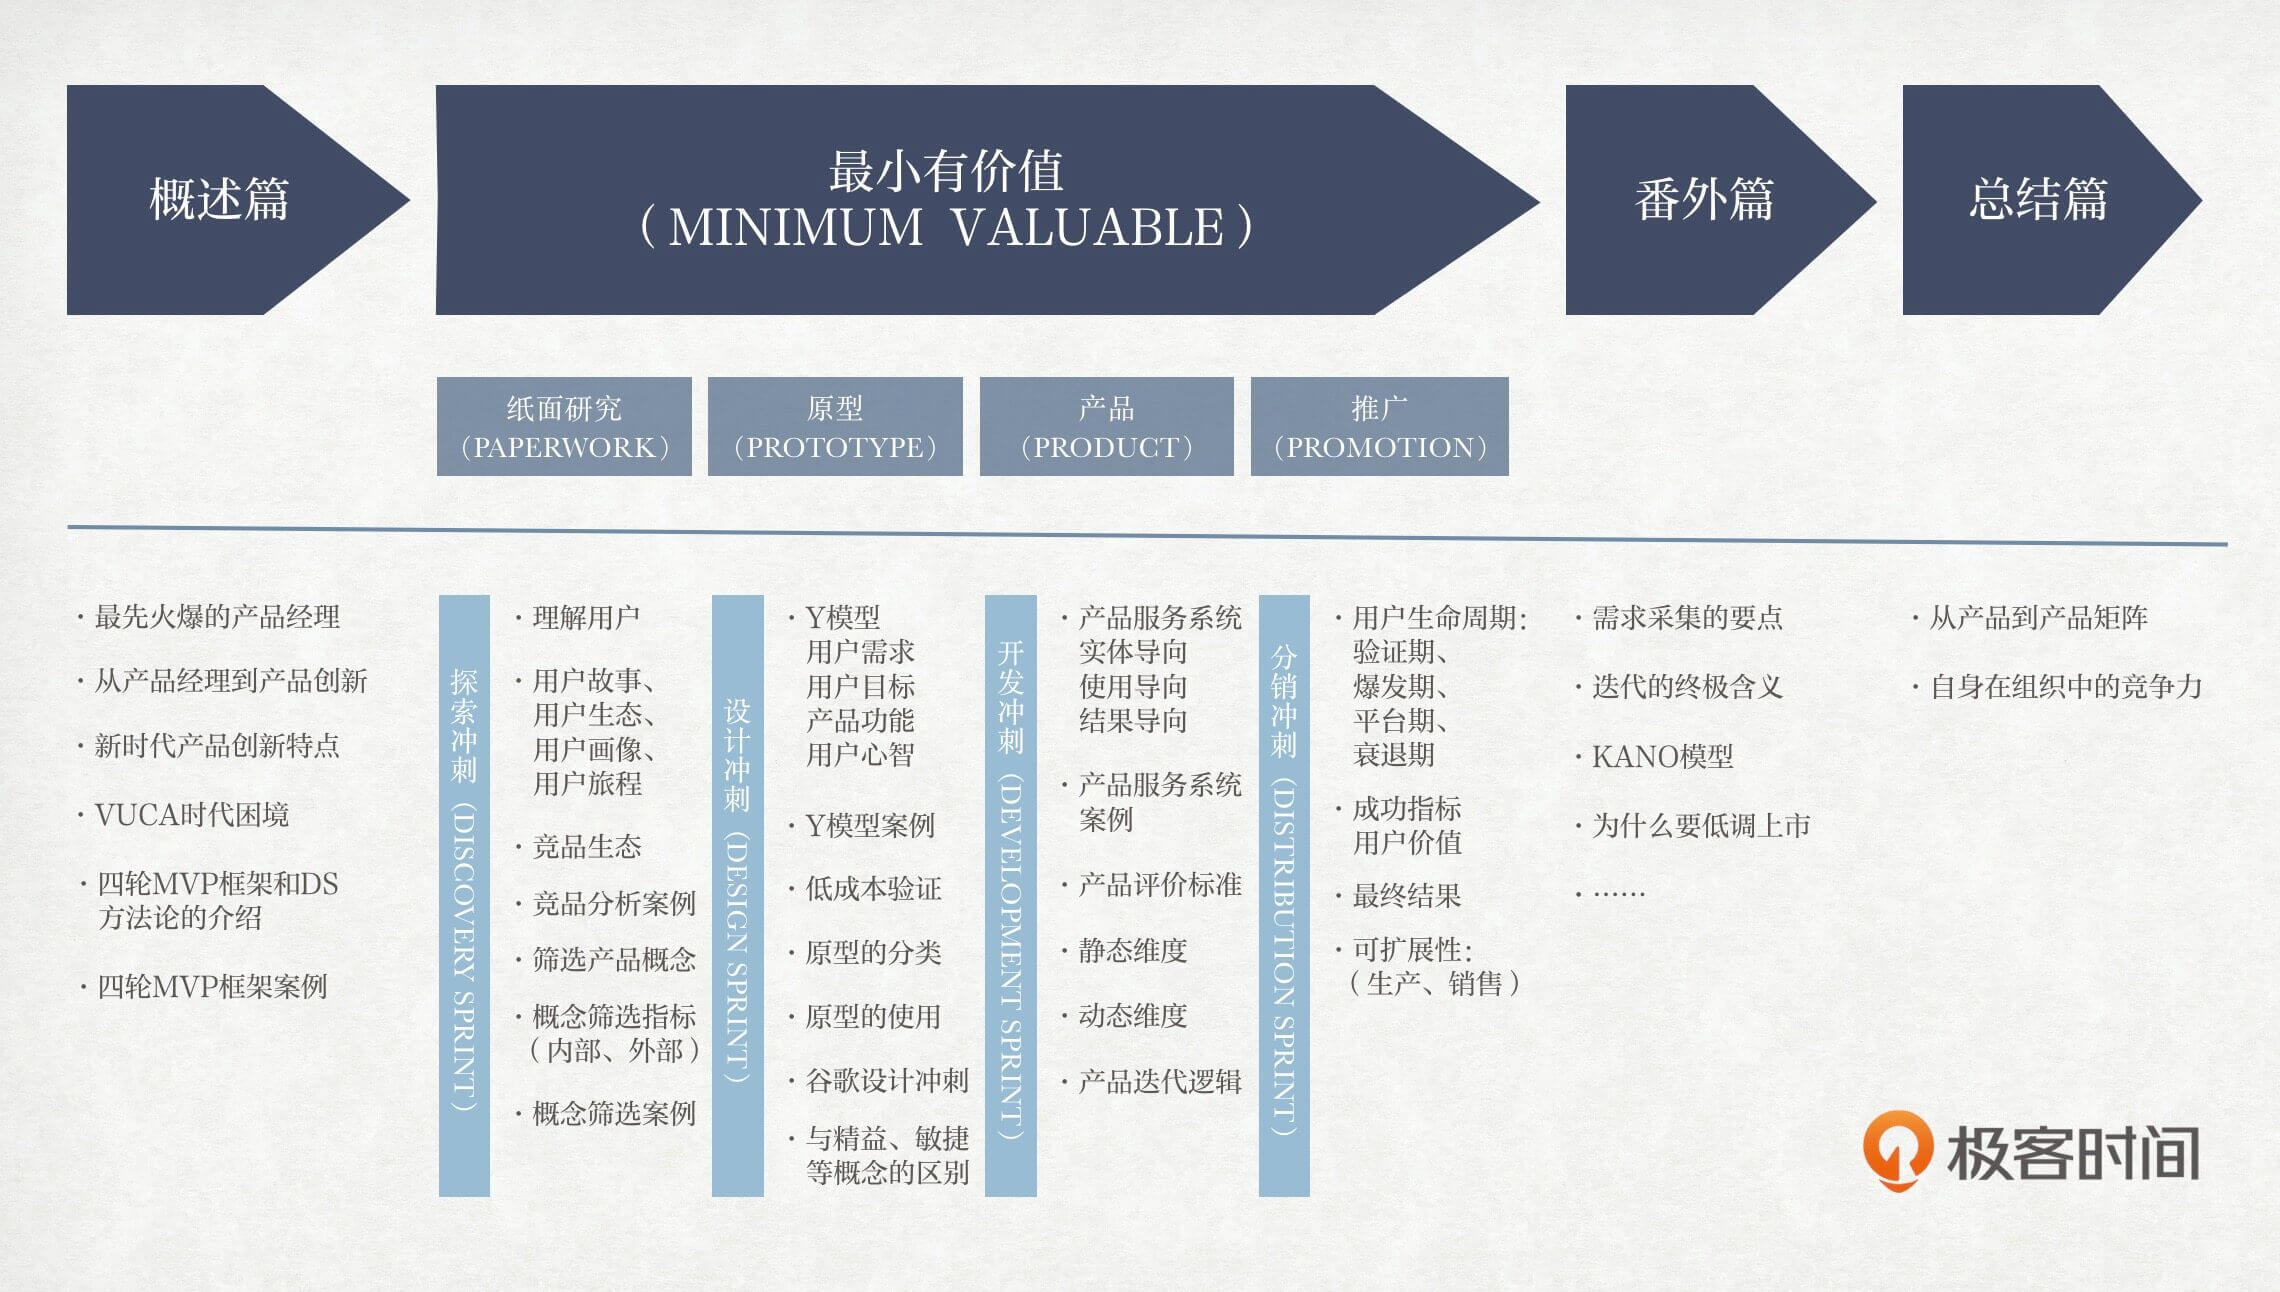 概述篇
最小有价值
（MINIMUM VALUABLE）
番外篇
总结篇
纸面研究
（PAPERWORK）
原型
（PROTOTYPE）
产品
（PRODUCT）
推广
（PROMOTION）
· 最先火爆的产品经理
· 从产品经理到产品创新
· 新时代产品创新特点
· VUCA时代困境
· 四轮MVP框架和DS
方法论的介绍
· 四轮MVP框架案例
探索冲刺（DISCOVERY SPRINT）
· 理解用户
· 用户故事、
用户生态、
用户画像、
用户旅程
· 竞品生态
· 竞品分析案例
· 筛选产品概念
· 概念筛选指标
（内部、外部）
· 概念筛选案例
设计冲刺（DESIGN SPRINT）
· Y模型
用户需求
用户目标
产品功能
用户心智
· Y模型案例
· 低成本验证
· 原型的分类
· 原型的使用
· 谷歌设计冲刺
· 与精益、敏捷
等概念的区别
开发冲刺（DEVELOPMENT SPRINT）
· 产品服务系统
实体导向
使用导向
结果导向
· 产品服务系统
案例
· 产品评价标准
· 静态维度
· 动态维度
· 产品迭代逻辑
分销冲刺（DISTRIBUTION SPRINT）
· 用户生命周期：
验证期、
爆发期、
平台期、
衰退期
· 成功指标
用户价值
· 最终结果
· 可扩展性：
（生产、销售）
· 需求采集的要点
· 迭代的终极含义
· KANO模型
· 为什么要低调上市
· ……
· 从产品到产品矩阵
· 自身在组织中的竞争力
极客时间